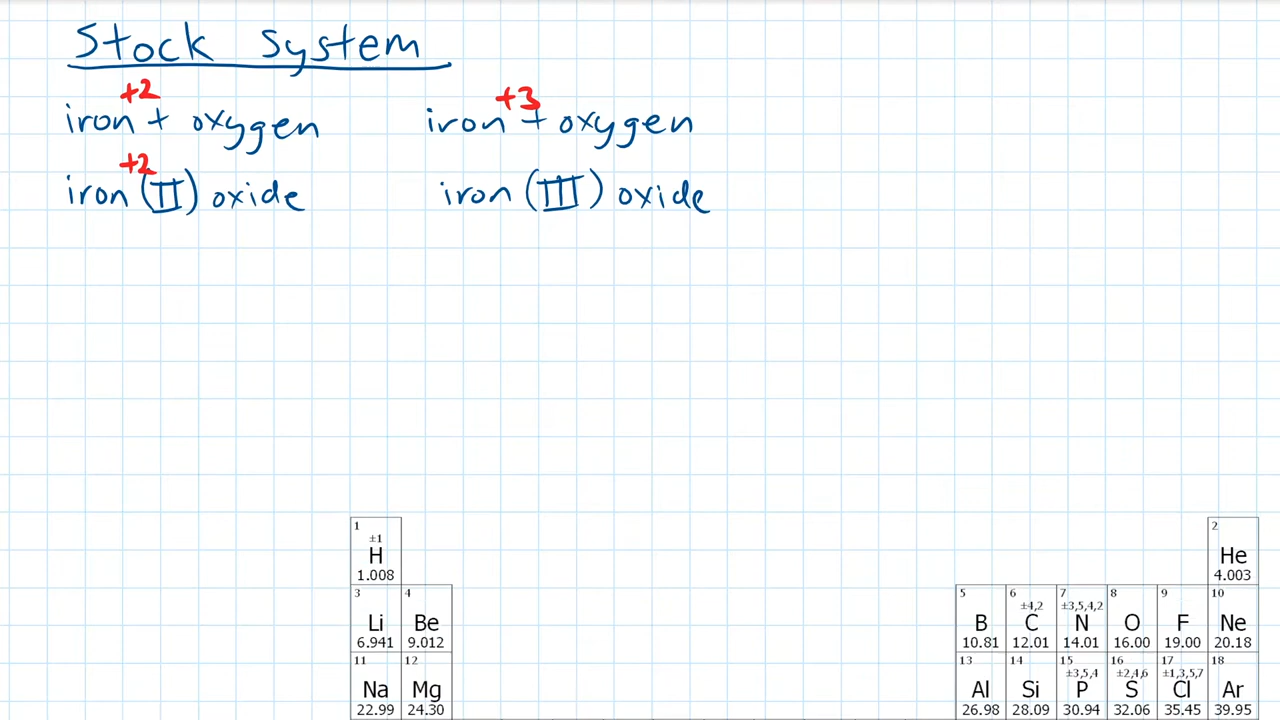 Stock System
+2 +3
iron + oxygen iron + oxygen
+2
iron (II) oxide iron (III) oxide
1 2
±1
H He
1.008 4.003
3 4 5 6 7 8 9 10
±4,2 ±3,5,4,2
Li Be B C N O F Ne
6.941 9.012 10.81 12.01 14.01 16.00 19.00 20.18
11 12 13 14 15 16 17 18
±3,5,4 ±2,4,6 ±1,3,5,7
Na Mg Al Si P S Cl Ar
22.99 24.30 26.98 28.09 30.94 32.06 35.45 39.95